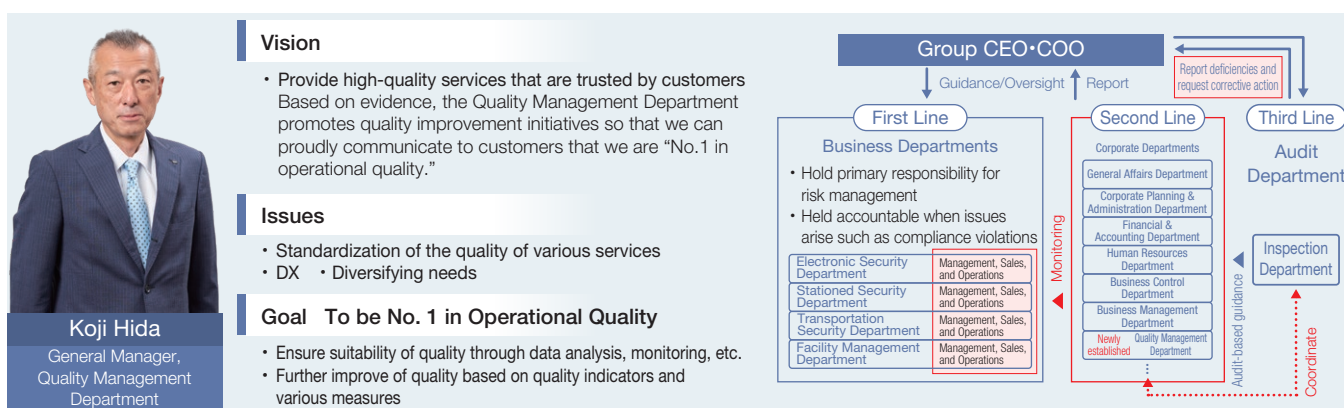 Koji Hida
General Manager,
Quality Management
Department
Vision
・Provide high-quality services that are trusted by customers
Based on evidence, the Quality Management Department
promotes quality improvement initiatives so that we can
proudly communicate to customers that we are “No.1 in
operational quality.”
Issues
・Standardization of the quality of various services
・DX ・Diversifying needs
Goal To be No. 1 in Operational Quality
・Ensure suitability of quality through data analysis, monitoring, etc.
・Further improve of quality based on quality indicators and
various measures
Group CEO・COO
Guidance/Oversight
Report
Report deficiencies and
request corrective action
First Line
Business Departments
・Hold primary responsibility for
risk management
・Held accountable when issues
arise such as compliance violations
Electronic Security
Department
Management, Sales,
and Operations
Stationed Security
Department
Management, Sales,
and Operations
Transportation
Security Department
Management, Sales,
and Operations
Facility Management
Department
Management, Sales,
and Operations
Monitoring
Second Line
Corporate Departments
General Affairs Department
Corporate Planning &
Administration Department
Financial &
Accounting Department
Human Resources
Department
Business Control
Department
Business Management
Department
Newly
established
Quality Management
Department
Audit-based guidance
Third Line
Audit
Department
Inspection
Department
Coordinate